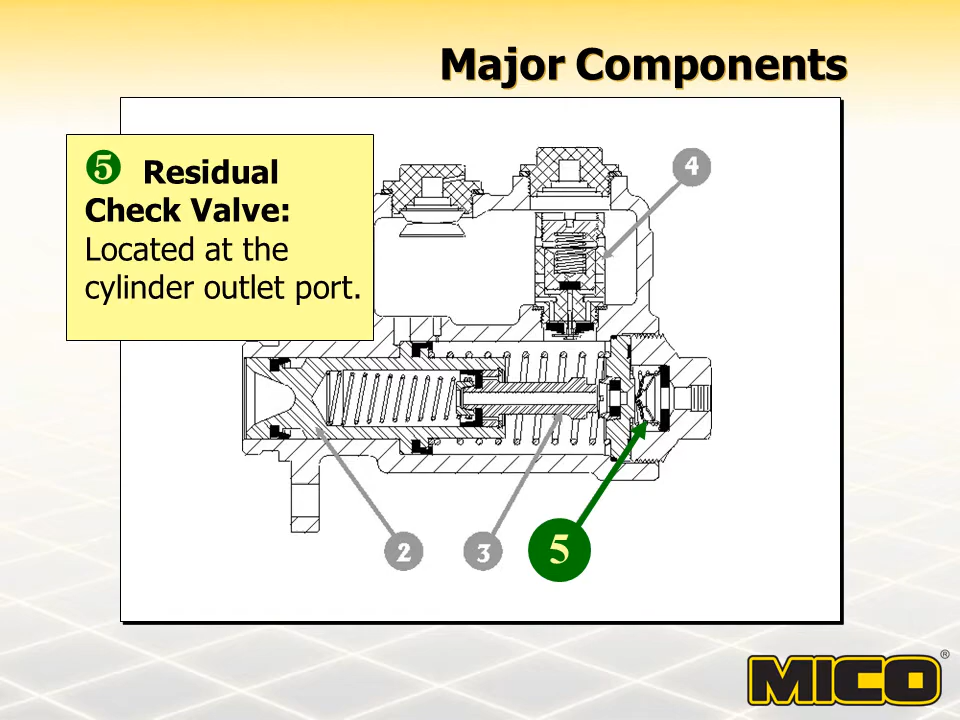 Major Components
❺ Residual
Check Valve:
Located at the
cylinder outlet port.
4
2
3
5
MICO®